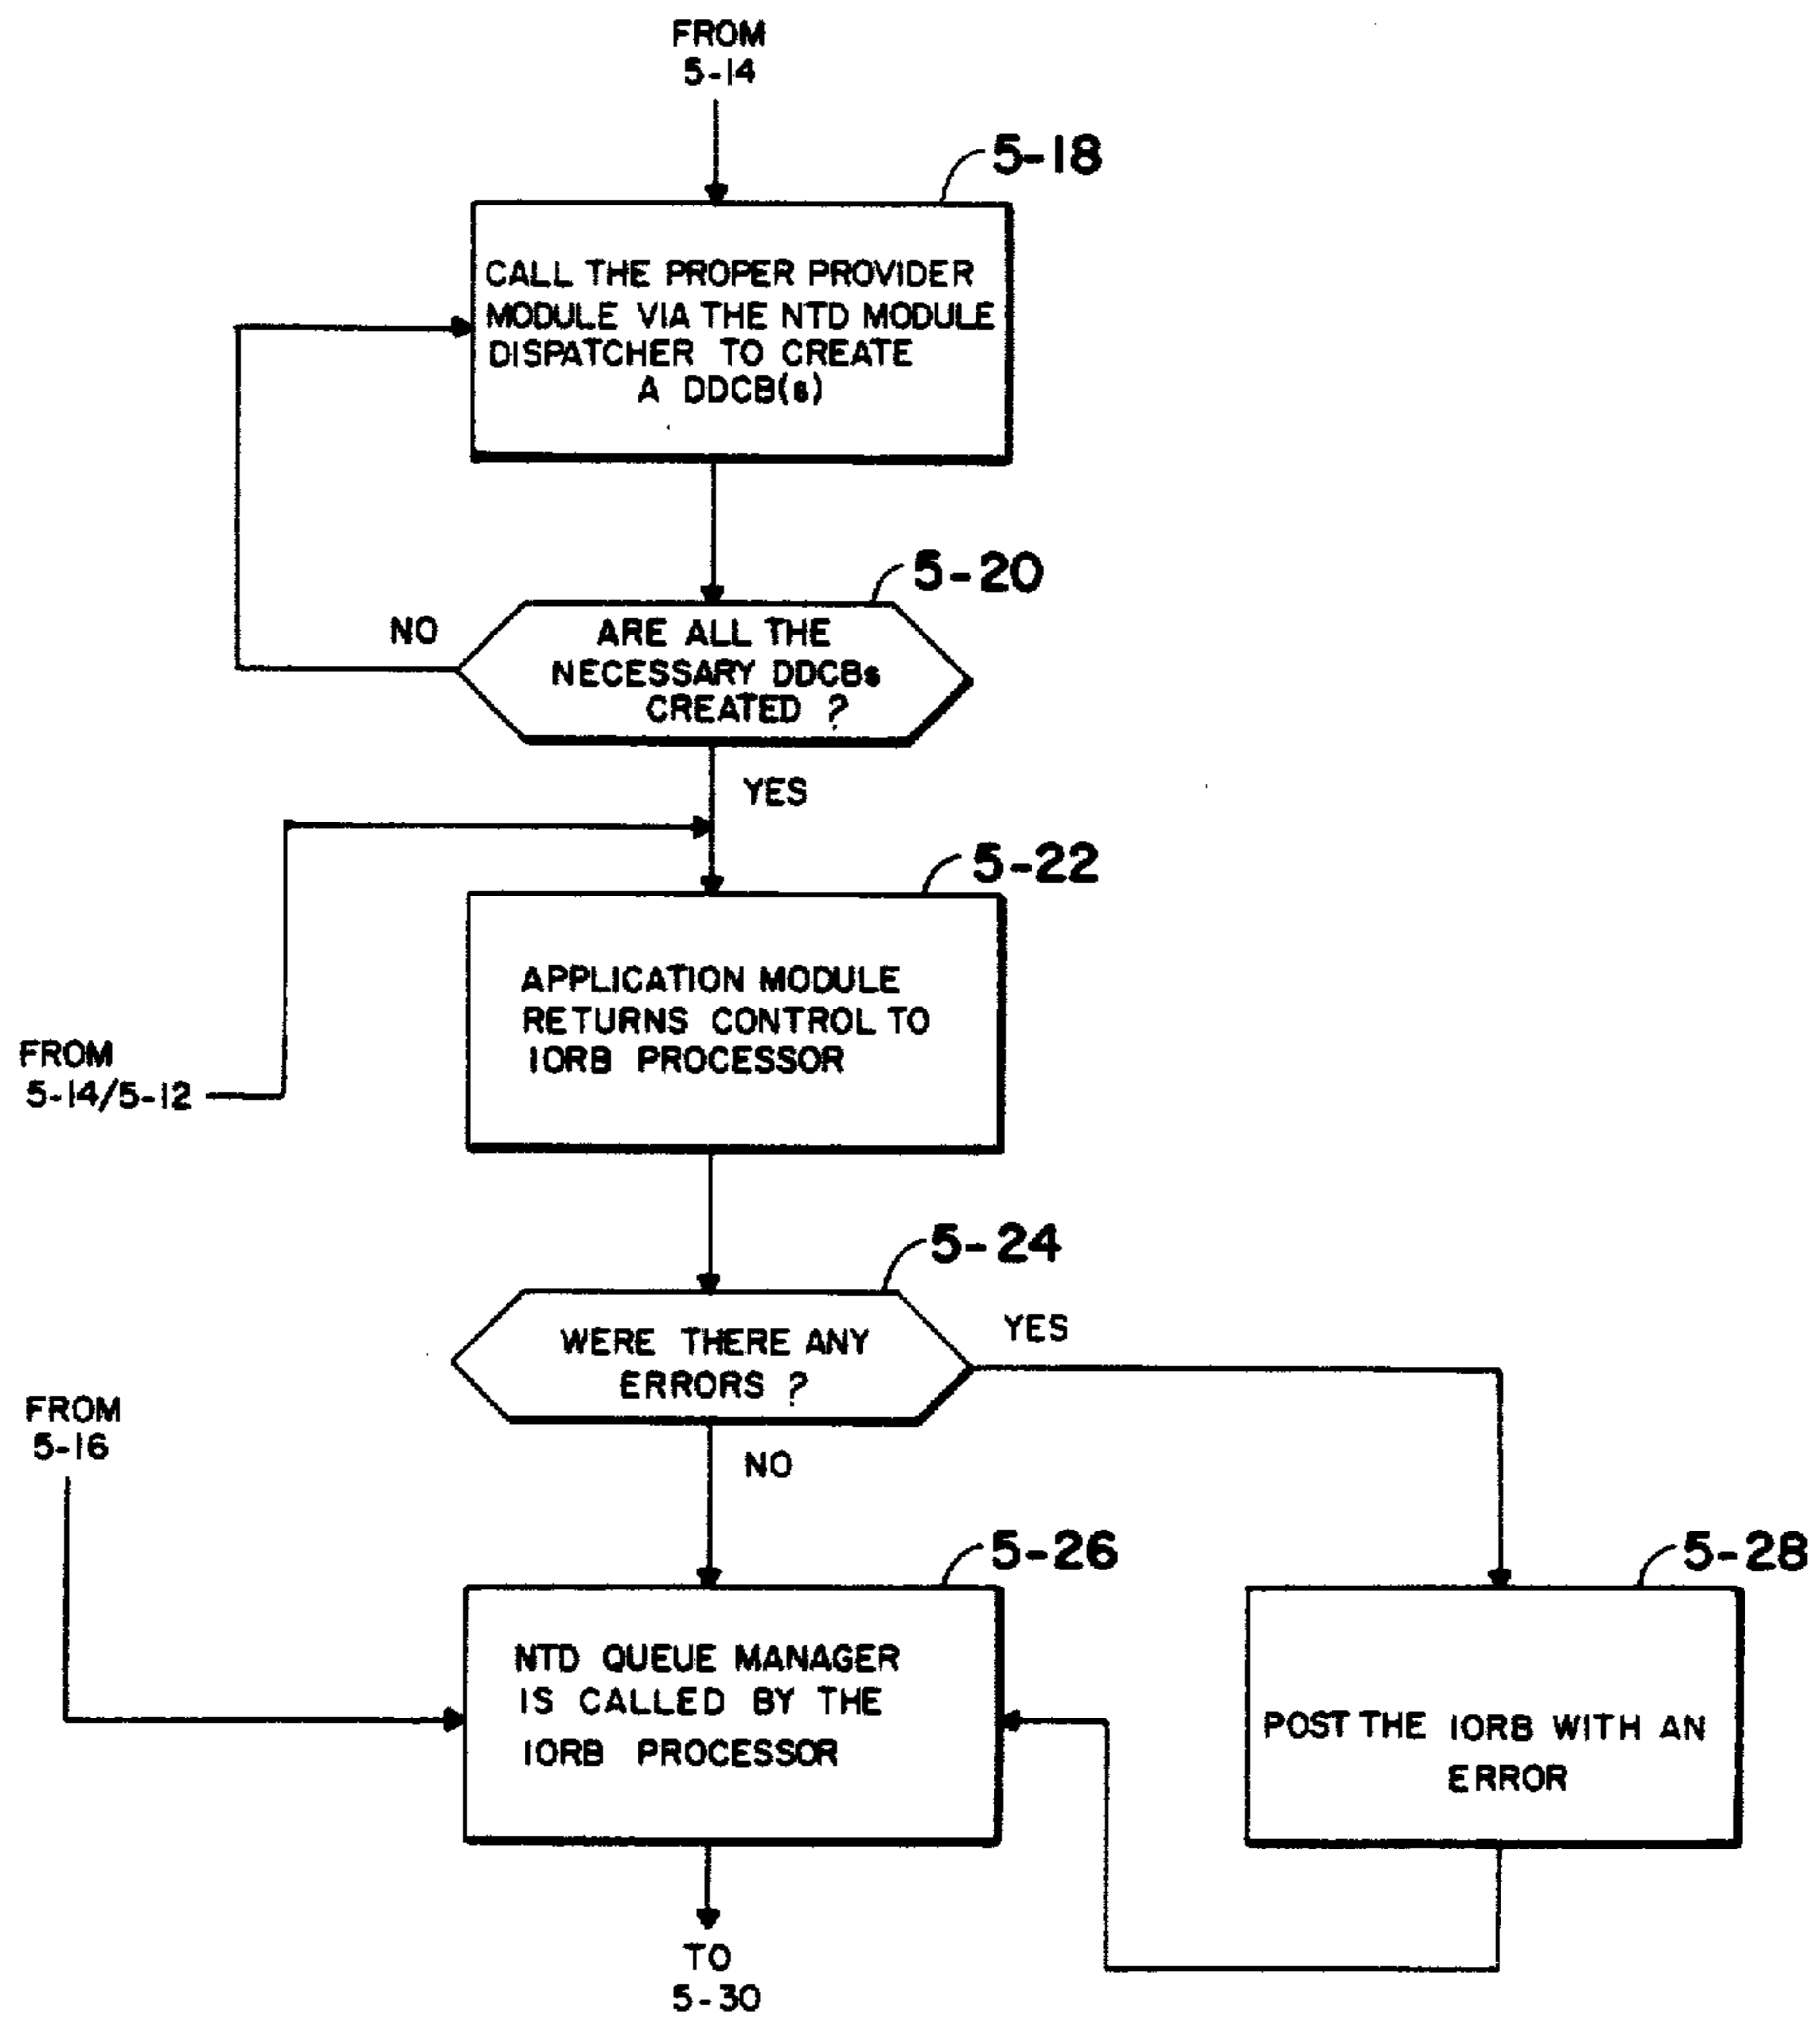 FROM
5-14
5-18
CALL THE PROPER PROVIDER
MODULE VIA THE NTD MODULE
DISPATCHER TO CREATE
A DDCB(s)
5-20
NO
ARE ALL THE
NECESSARY DDCBs
CREATED ?
YES
5-22
APPLICATION MODULE
RETURNS CONTROL TO
IORB PROCESSOR
FROM
5-14/5-12
5-24
WERE THERE ANY
ERRORS ?
YES
FROM
5-16
NO
5-26
NTD QUEUE MANAGER
IS CALLED BY THE
IORB PROCESSOR
5-28
POST THE IORB WITH AN
ERROR
TO
5-30